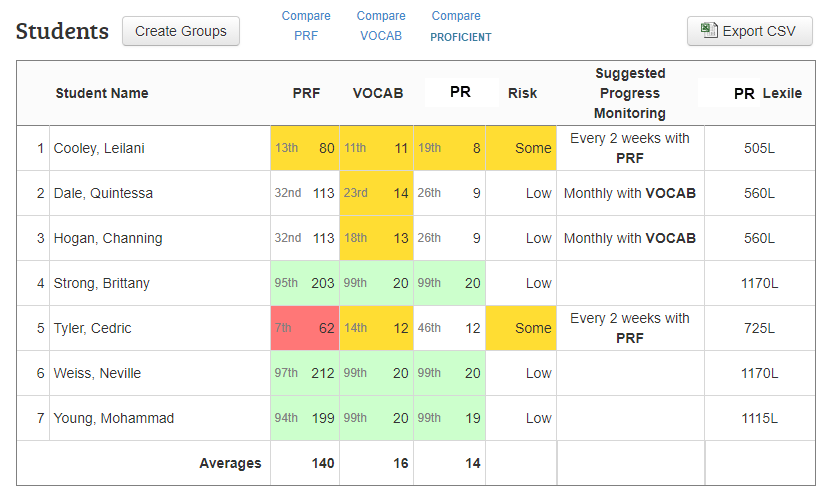 Students
Create Groups
Compare PRF
Compare VOCAB
Compare PROFICIENT
Export CSV
Student Name PRF VOCAB PR Risk Suggested Progress Monitoring PR Lexile
1 Cooley, Leilani 13th 80 11th 11 19th 8 Some Every 2 weeks with PRF 505L
2 Dale, Quintessa 32nd 113 23rd 14 26th 9 Low Monthly with VOCAB 560L
3 Hogan, Channing 32nd 113 18th 13 26th 9 Low Monthly with VOCAB 560L
4 Strong, Brittany 95th 203 99th 20 99th 20 Low 1170L
5 Tyler, Cedric 7th 62 14th 12 46th 12 Some Every 2 weeks with PRF 725L
6 Weiss, Neville 97th 212 99th 20 99th 20 Low 1170L
7 Young, Mohammad 94th 199 99th 20 99th 19 Low 1115L
Averages 140 16 14